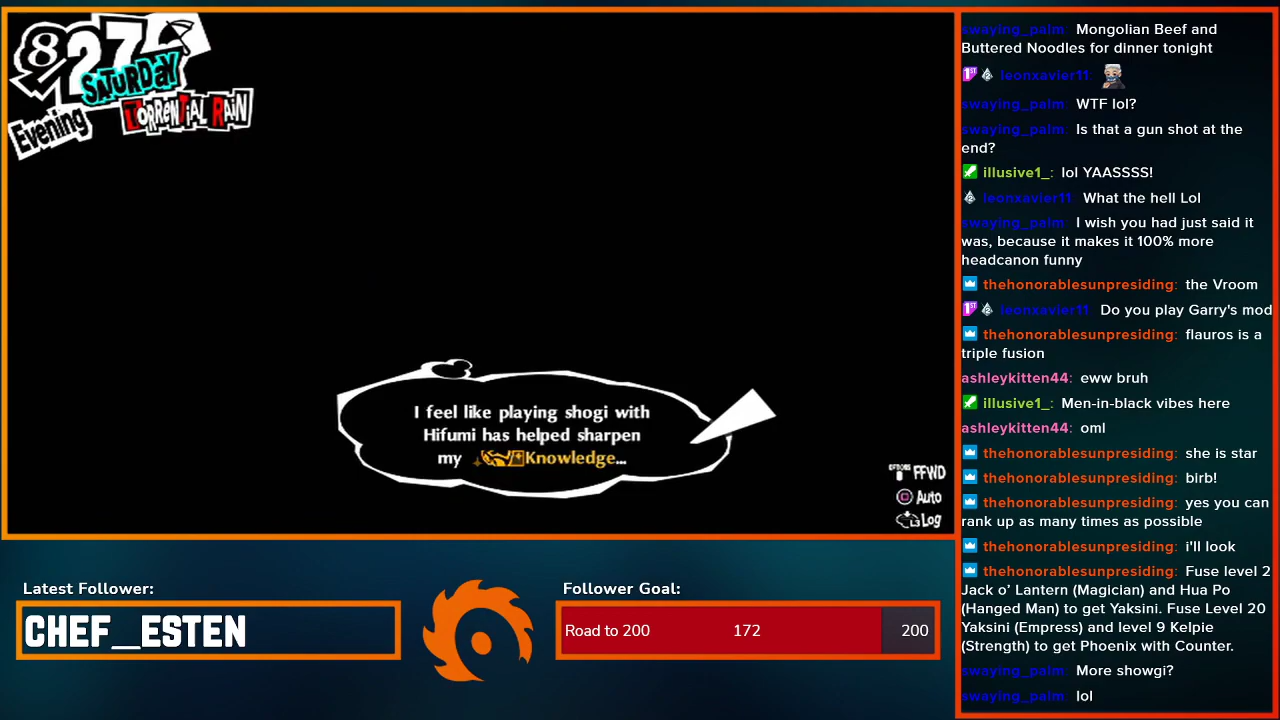 8/27
SATURDAY
Evening
TORRENTIAL RAIN
I feel like playing shogi with
Hifumi has helped sharpen
my Knowledge...
OPTIONS FFWD
Auto
L3 Log
Latest Follower:
CHEF_ESTEN
Follower Goal:
Road to 200 172 200
swaying_palm: Mongolian Beef and
Buttered Noodles for dinner tonight
1ST 2 leonxavier11:
swaying_palm: WTF lol?
swaying_palm: Is that a gun shot at the
end?
illusive1_: lol YAASSSS!
2 leonxavier11: What the hell Lol
swaying_palm: I wish you had just said it
was, because it makes it 100% more
headcanon funny
thehonorablesunpresiding: the Vroom
1ST 2 leonxavier11: Do you play Garry's mod
thehonorablesunpresiding: flauros is a
triple fusion
ashleykitten44: eww bruh
illusive1_: Men-in-black vibes here
ashleykitten44: oml
thehonorablesunpresiding: she is star
thehonorablesunpresiding: blrb!
thehonorablesunpresiding: yes you can
rank up as many times as possible
thehonorablesunpresiding: i'll look
thehonorablesunpresiding: Fuse level 2
Jack o' Lantern (Magician) and Hua Po
(Hanged Man) to get Yaksini. Fuse Level 20
Yaksini (Empress) and level 9 Kelpie
(Strength) to get Phoenix with Counter.
swaying_palm: More showgi?
swaying_palm: lol